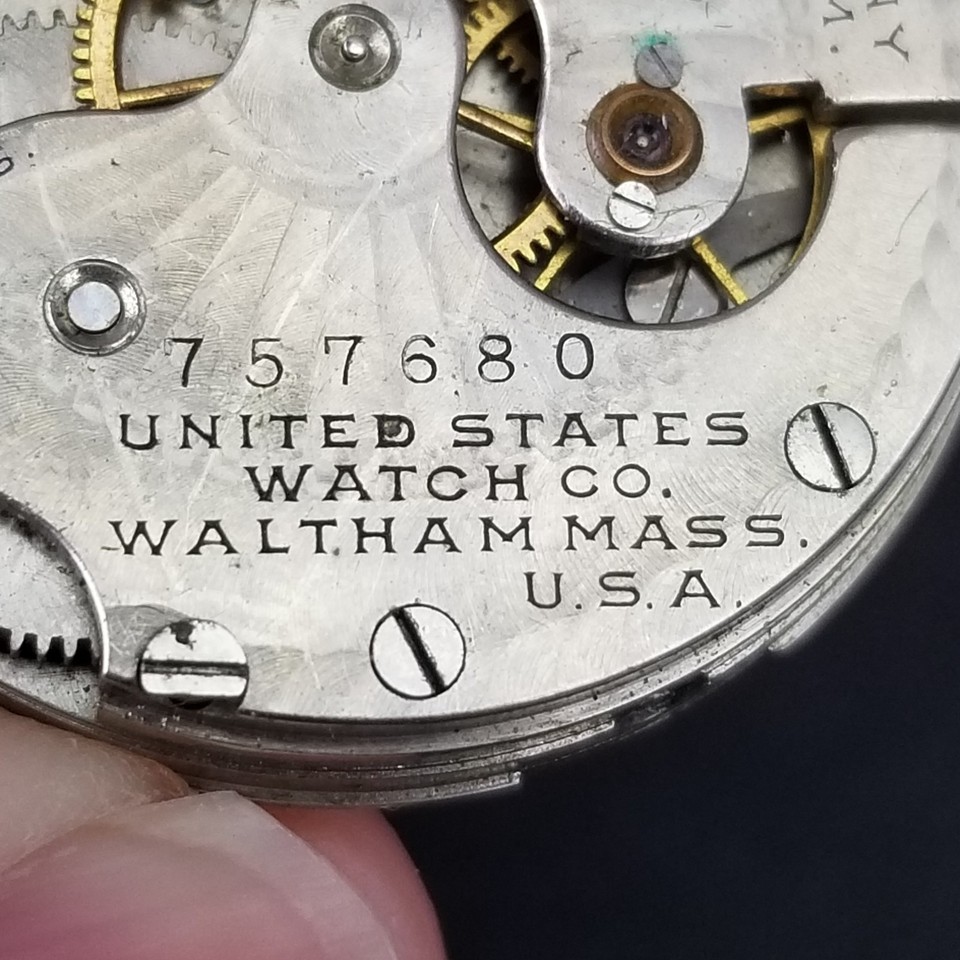 757680
UNITED STATES
WATCH CO.
WALTHAM MASS.
U.S.A.